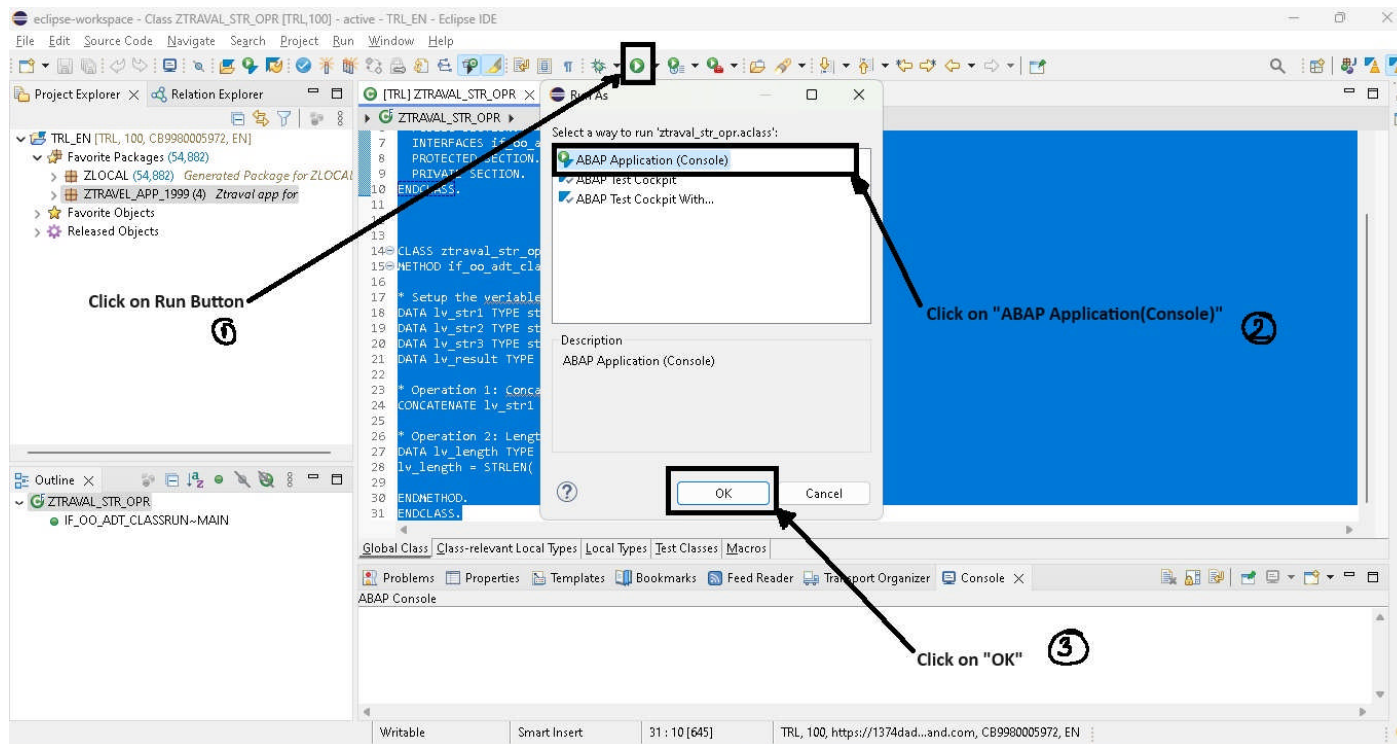 eclipse-workspace - Class ZTRAVAL_STR_OPR [TRL,100] - active - TRL_EN - Eclipse IDE
File Edit Source Code Navigate Search Project Run Window Help
Project Explorer Relation Explorer
TRL_EN [TRL, 100, CB9980005972, EN]
Favorite Packages (54,882)
ZLOCAL (54,882) Generated Package for ZLOCAL
ZTRAVEL_APP_1999 (4) Ztraval app for
Favorite Objects
Released Objects
Click on Run Button
1
Outline
ZTRAVAL_STR_OPR
IF_OO_ADT_CLASSRUN~MAIN
[TRL] ZTRAVAL_STR_OPR
ZTRAVAL_STR_OPR
7 INTERFACES if_oo_a
8 PROTECTED SECTION.
9 PRIVATE SECTION.
10 ENDCLASS.
11
13
14 CLASS ztraval_str_op
15 METHOD if_oo_adt_cla
16
17 * Setup the veriable
18 DATA lv_str1 TYPE st
19 DATA lv_str2 TYPE st
20 DATA lv_str3 TYPE st
21 DATA lv_result TYPE
22
23 * Operation 1: Conca
24 CONCATENATE lv_str1
25
26 * Operation 2: Lengt
27 DATA lv_length TYPE
28 lv_length = STRLEN(
29
30 ENDMETHOD.
31 ENDCLASS.
Run As
Select a way to run 'ztraval_str_opr.aclass':
ABAP Application (Console)
ABAP Test Cockpit
ABAP Test Cockpit With...
Description
ABAP Application (Console)
OK Cancel
Click on "ABAP Application(Console)"
2
Global Class Class-relevant Local Types Local Types Test Classes Macros
Problems Properties Templates Bookmarks Feed Reader Transport Organizer Console
ABAP Console
Click on "OK"
3
Writable Smart Insert 31 : 10 [645] TRL, 100, https://1374dad...and.com, CB9980005972, EN